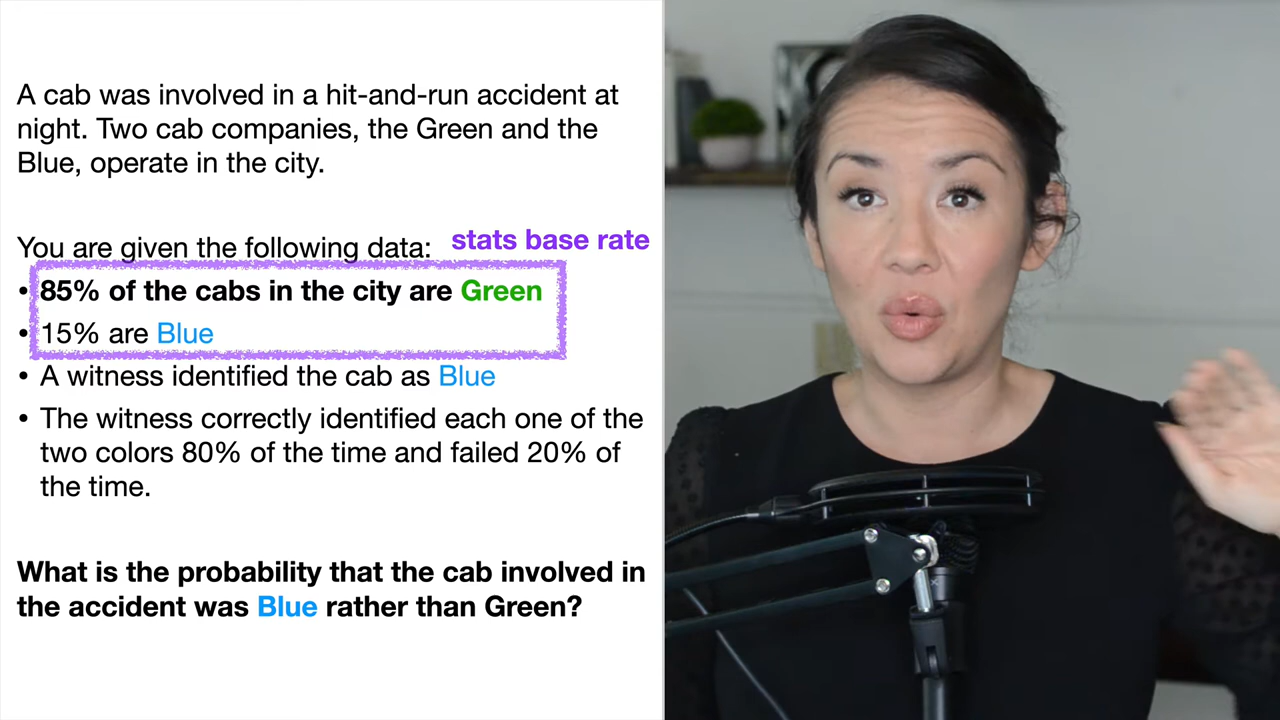 A cab was involved in a hit-and-run accident at
night. Two cab companies, the Green and the
Blue, operate in the city.
You are given the following data: stats base rate
• 85% of the cabs in the city are Green
• 15% are Blue
• A witness identified the cab as Blue
• The witness correctly identified each one of the
two colors 80% of the time and failed 20% of
the time.
What is the probability that the cab involved in
the accident was Blue rather than Green?